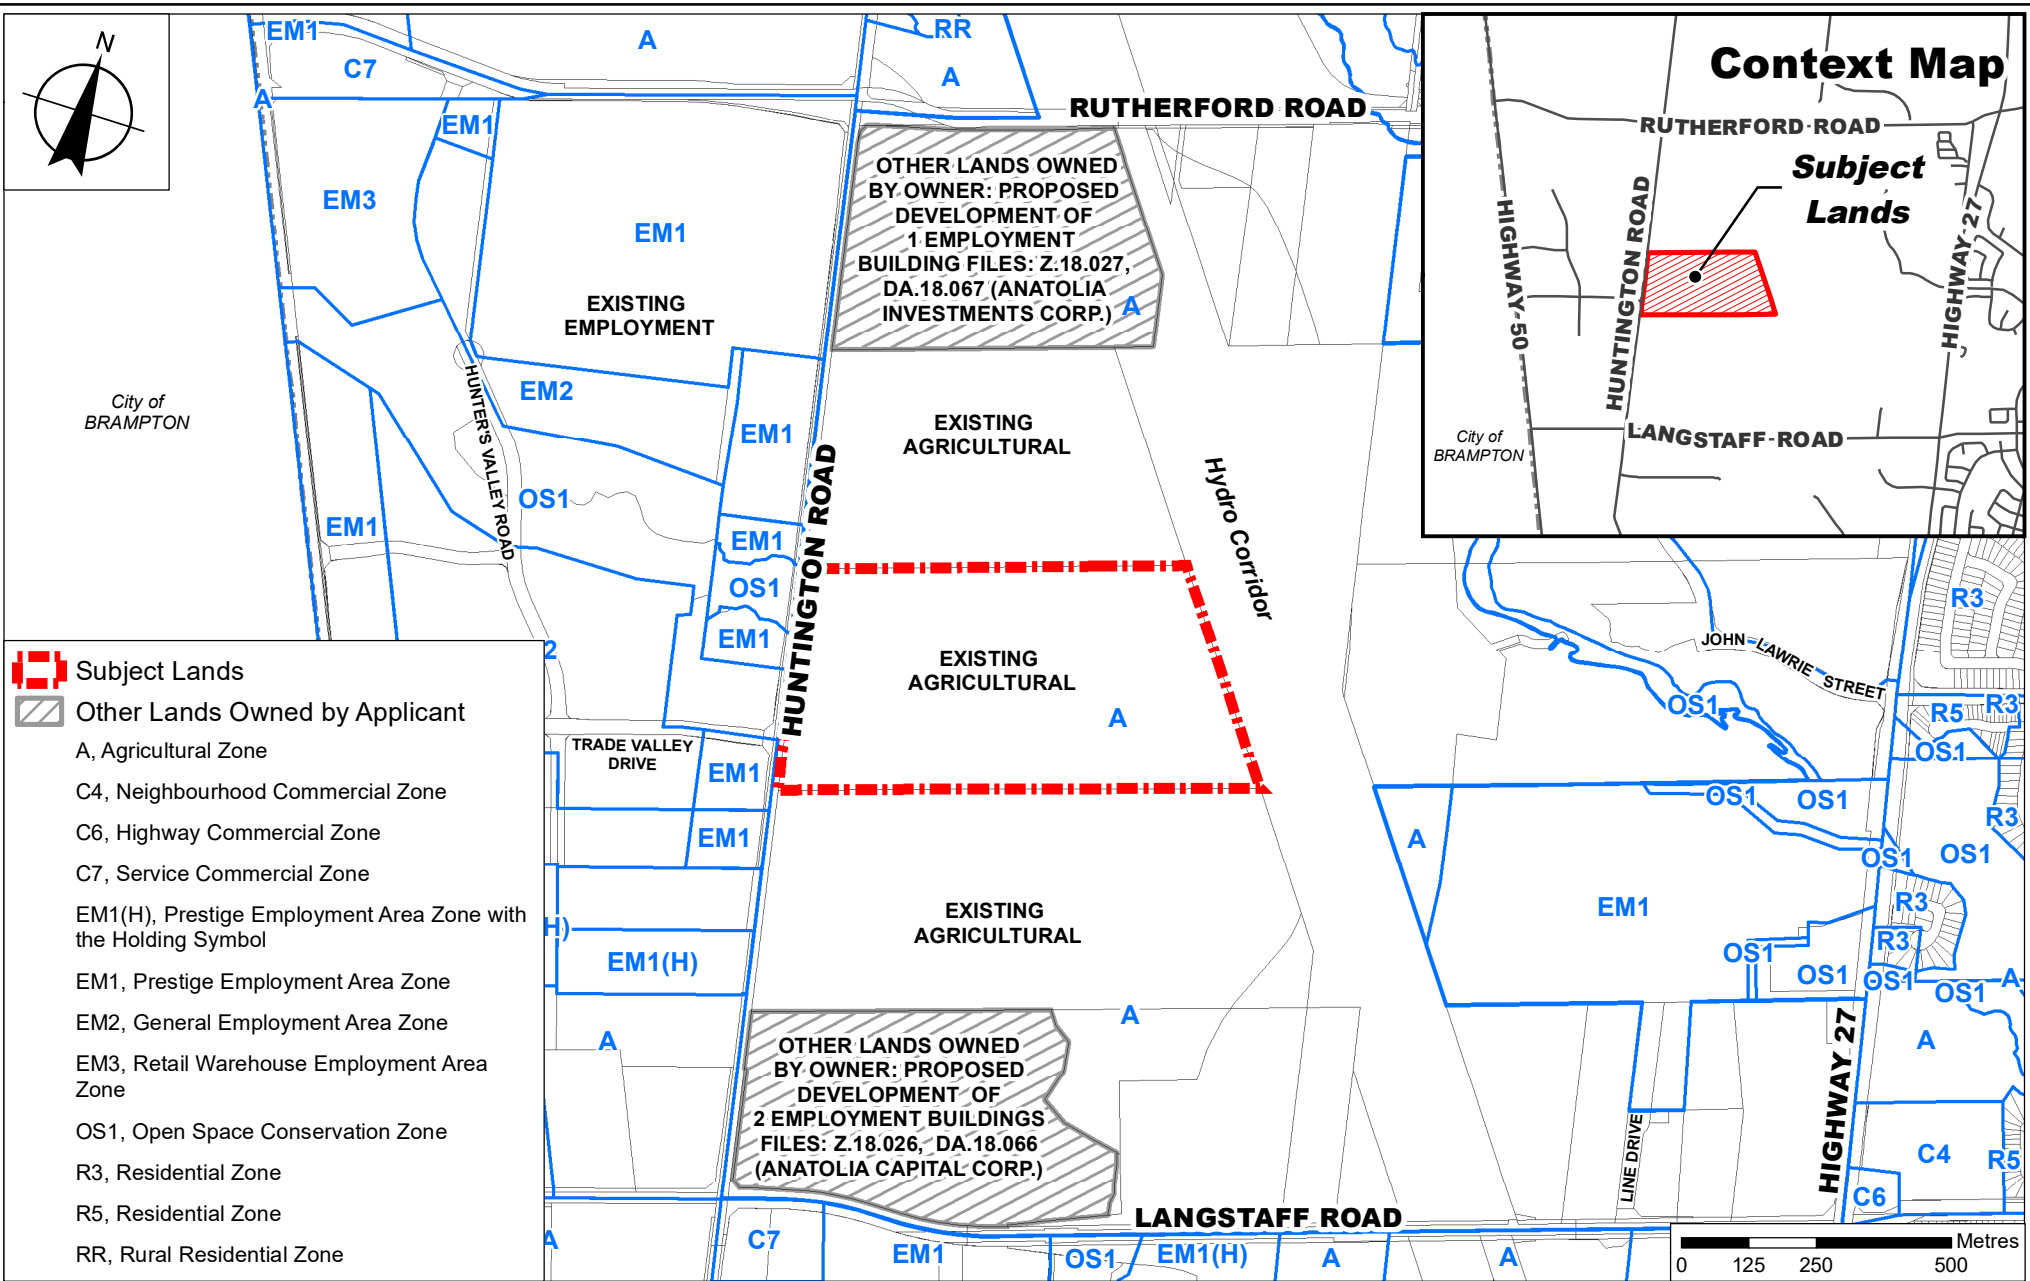 N
EM1
C7
A
A
RR
A
RUTHERFORD ROAD
EM1
EM3
EM1
EXISTING
EMPLOYMENT
OTHER LANDS OWNED
BY OWNER: PROPOSED
DEVELOPMENT OF
1 EMPLOYMENT
BUILDING FILES: Z.18.027,
DA.18.067 (ANATOLIA
INVESTMENTS CORP.)
A
Context Map
RUTHERFORD ROAD
Subject
Lands
HIGHWAY 50
HUNTINGTON ROAD
HIGHWAY 27
LANGSTAFF ROAD
City of
BRAMPTON
City of
BRAMPTON
HUNTER'S VALLEY ROAD
EM2
EM1
EXISTING
AGRICULTURAL
Hydro Corridor
OS1
EM1
EM1
OS1
EM1
HUNTINGTON ROAD
EXISTING
AGRICULTURAL
A
2
TRADE VALLEY
DRIVE
EM1
EM1
R3
JOHN LAWRIE STREET
OS1
R5
R3
OS1
OS1
OS1
R3
A
OS1
OS1
EM1
R3
R3
OS1
OS1
OS1
OS1
A
EXISTING
AGRICULTURAL
H)
EM1(H)
A
A
OTHER LANDS OWNED
BY OWNER: PROPOSED
DEVELOPMENT OF
2 EMPLOYMENT BUILDINGS
FILES: Z.18.026, DA.18.066
(ANATOLIA CAPITAL CORP.)
LINE DRIVE
HIGHWAY 27
A
C4
R5
C6
LANGSTAFF ROAD
A
C7
EM1
OS1
EM1(H)
A
A
Subject Lands
Other Lands Owned by Applicant
A, Agricultural Zone
C4, Neighbourhood Commercial Zone
C6, Highway Commercial Zone
C7, Service Commercial Zone
EM1(H), Prestige Employment Area Zone with
the Holding Symbol
EM1, Prestige Employment Area Zone
EM2, General Employment Area Zone
EM3, Retail Warehouse Employment Area
Zone
OS1, Open Space Conservation Zone
R3, Residential Zone
R5, Residential Zone
RR, Rural Residential Zone
Metres
0 125 250 500